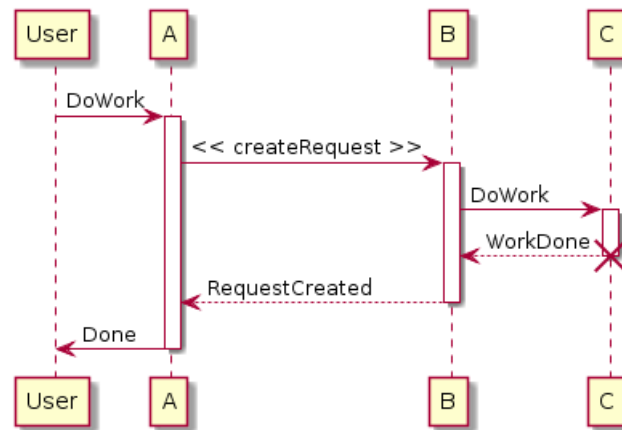 User A B C
DoWork
<< createRequest >>
DoWork
WorkDone
RequestCreated
Done
User A B C